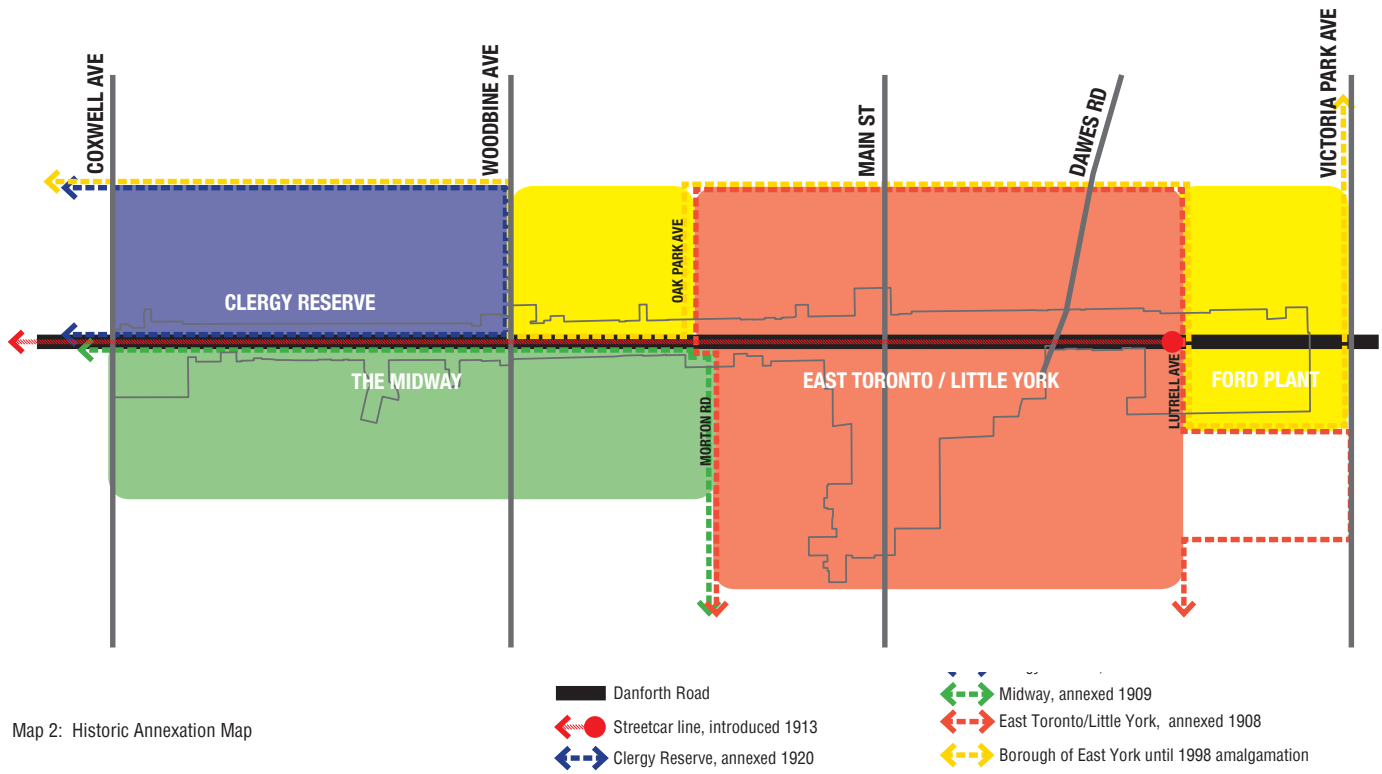 COXWELL AVE
WOODBINE AVE
MAIN ST
DAWES RD
VICTORIA PARK AVE
OAK PARK AVE
CLERGY RESERVE
THE MIDWAY
EAST TORONTO / LITTLE YORK
FORD PLANT
LUTRELL AVE
MORTON RD
Map 2: Historic Annexation Map
Danforth Road
Streetcar line, introduced 1913
Clergy Reserve, annexed 1920
Midway, annexed 1909
East Toronto/Little York, annexed 1908
Borough of East York until 1998 amalgamation